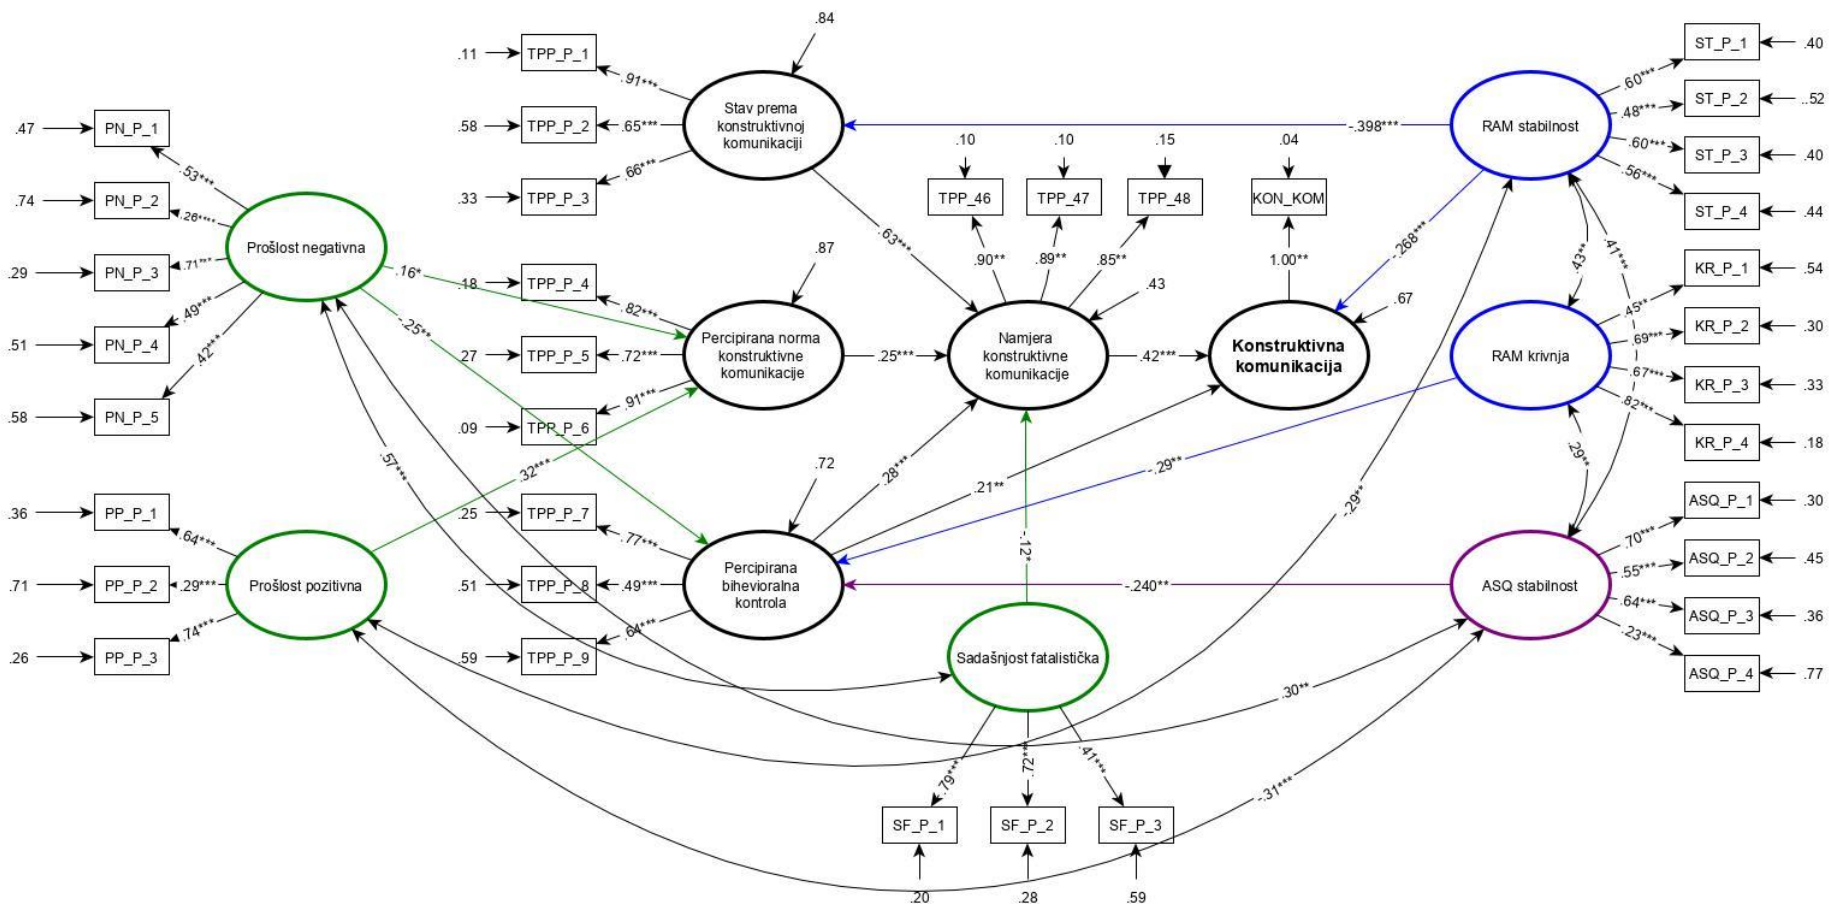 .84
.11
TPP_P_1
.91***
Stav prema
konstruktivnoj
komunikaciji
.58
TPP_P_2
.65***
.66***
.33
TPP_P_3
-.398***
RAM stabilnost
.60***
ST_P_1
.40
.48***
ST_P_2
..52
.60***
ST_P_3
.40
.56***
ST_P_4
.44
.47
PN_P_1
.53***
.74
PN_P_2
.26****
.29
PN_P_3
.71***
.51
PN_P_4
.49***
.58
PN_P_5
.42***
Prošlost negativna
.16*
-.25**
.10
.10
.15
.04
TPP_46
TPP_47
TPP_48
KON_KOM
.90**
.89**
.85**
1.00**
.63***
-.268***
.43**
.41***
.87
.18
TPP_P_4
.82***
.27
TPP_P_5
.72***
.09
TPP_P_6
.91***
Percipirana norma
konstruktivne
komunikacije
.25***
.43
Namjera
konstruktivne
komunikacije
.42***
.67
Konstruktivna
komunikacija
RAM krivnja
.45**
KR_P_1
.54
.69***
KR_P_2
.30
.67***
KR_P_3
.33
.82***
KR_P_4
.18
.57***
.32***
.72
.28***
.21**
-.29**
-.29**
.29**
.36
PP_P_1
.64***
.71
PP_P_2
.29***
.26
PP_P_3
.74***
Prošlost pozitivna
.25
TPP_P_7
.77***
.51
TPP_P_8
.49***
.59
TPP_P_9
.64***
Percipirana
bihevioralna
kontrola
-.12*
-.240**
ASQ stabilnost
.70***
ASQ_P_1
.30
.55***
ASQ_P_2
.45
.64***
ASQ_P_3
.36
.23***
ASQ_P_4
.77
Sadašnjost fatalistička
.30**
.79***
.72***
.41***
-.31***
SF_P_1
SF_P_2
SF_P_3
.20
.28
.59